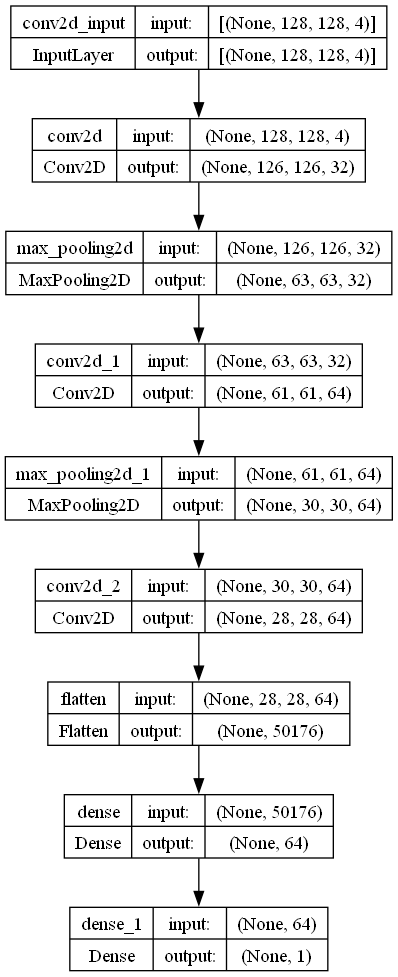 conv2d_input input: [(None, 128, 128, 4)]
InputLayer output: [(None, 128, 128, 4)]
conv2d input: (None, 128, 128, 4)
Conv2D output: (None, 126, 126, 32)
max_pooling2d input: (None, 126, 126, 32)
MaxPooling2D output: (None, 63, 63, 32)
conv2d_1 input: (None, 63, 63, 32)
Conv2D output: (None, 61, 61, 64)
max_pooling2d_1 input: (None, 61, 61, 64)
MaxPooling2D output: (None, 30, 30, 64)
conv2d_2 input: (None, 30, 30, 64)
Conv2D output: (None, 28, 28, 64)
flatten input: (None, 28, 28, 64)
Flatten output: (None, 50176)
dense input: (None, 50176)
Dense output: (None, 64)
dense_1 input: (None, 64)
Dense output: (None, 1)